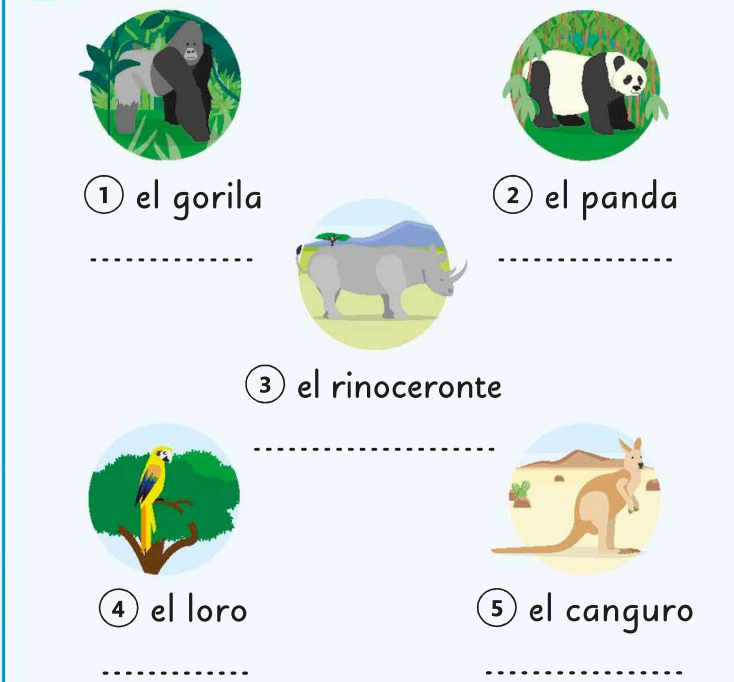 1 el gorila
2 el panda
3 el rinoceronte
4 el loro
5 el canguro